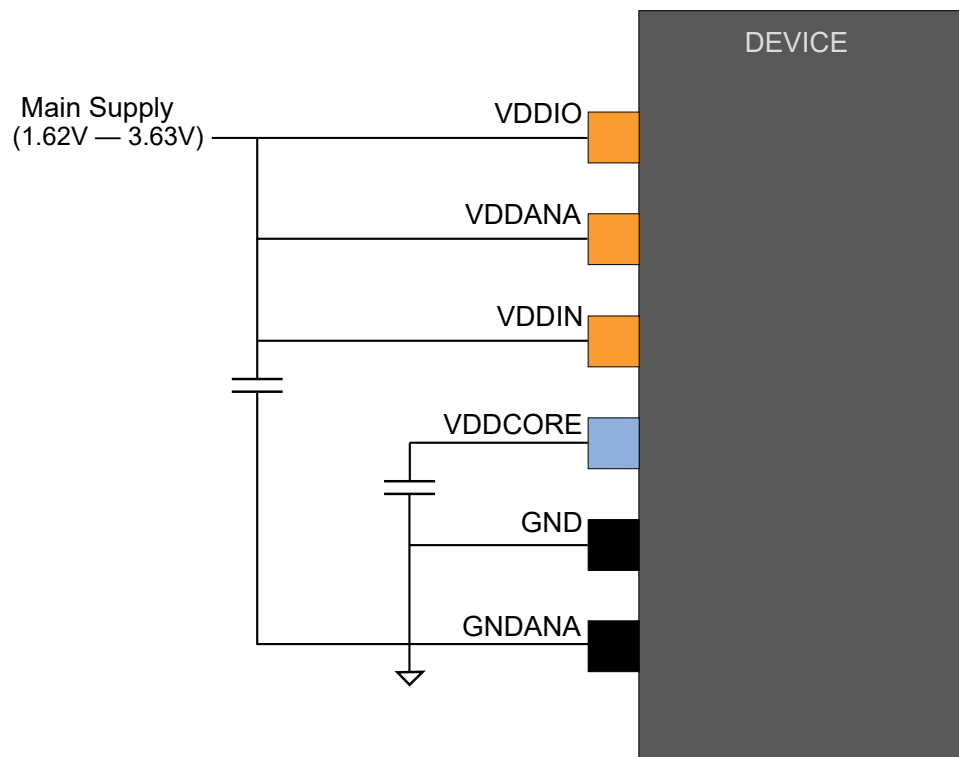 DEVICE
Main Supply
(1.62V — 3.63V)
VDDIO
VDDANA
VDDIN
VDDCORE
GND
GNDANA